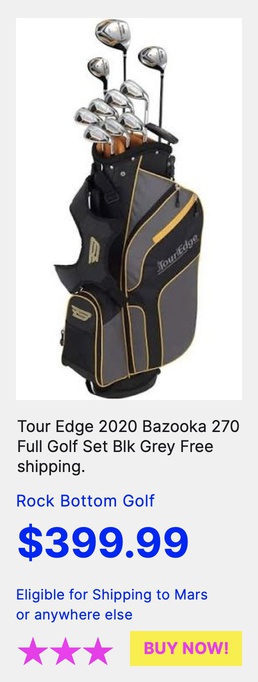 TourEdge
Tour Edge 2020 Bazooka 270
Full Golf Set Blk Grey Free
shipping.
Rock Bottom Golf
$399.99
Eligible for Shipping to Mars
or anywhere else
BUY NOW!